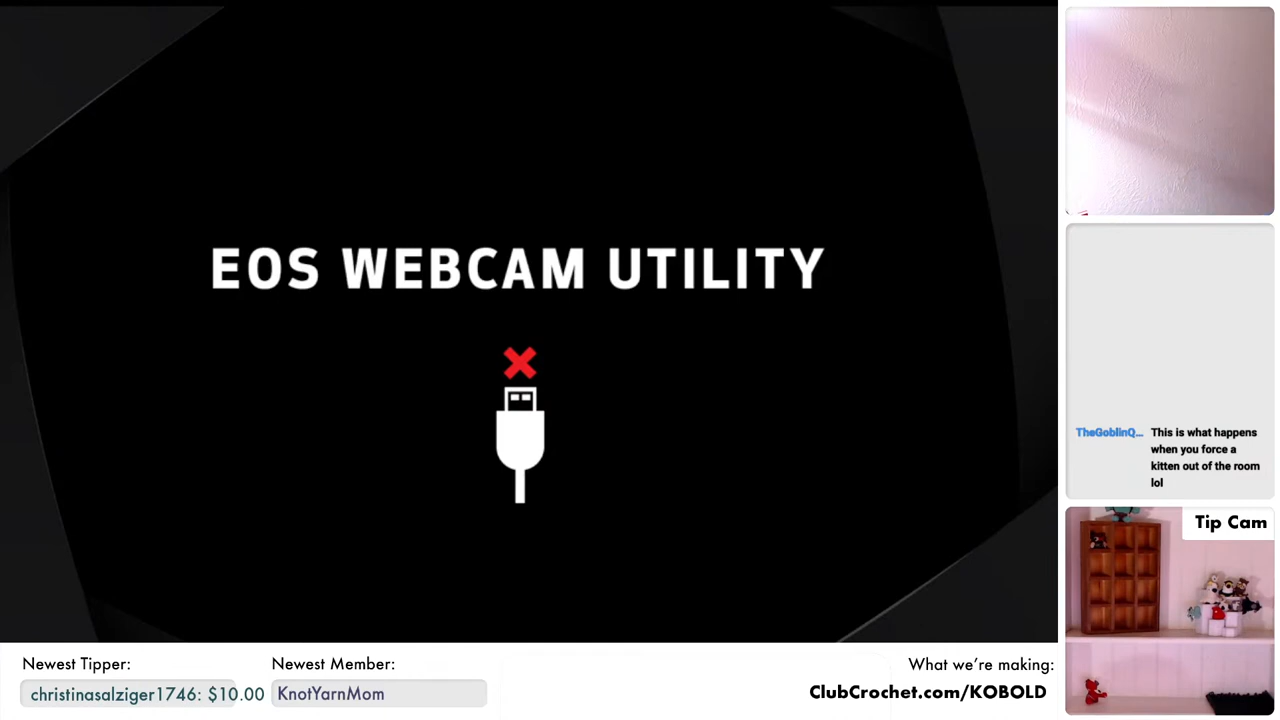 EOS WEBCAM UTILITY
TheGoblinQ...
This is what happens
when you force a
kitten out of the room
lol
Tip Cam
Newest Tipper:
christinasalziger1746: $10.00
Newest Member:
KnotYarnMom
What we're making:
ClubCrochet.com/KOBOLD